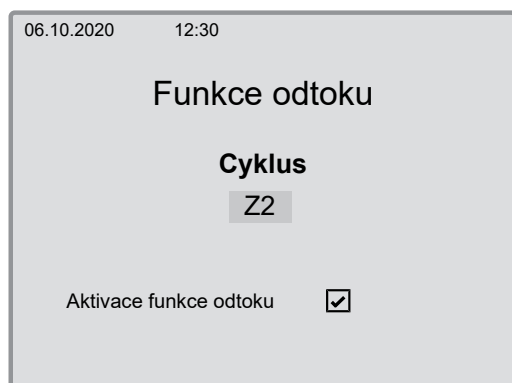 06.10.2020 12:30
Funkce odtoku
Cyklus
Z2
Aktivace funkce odtoku